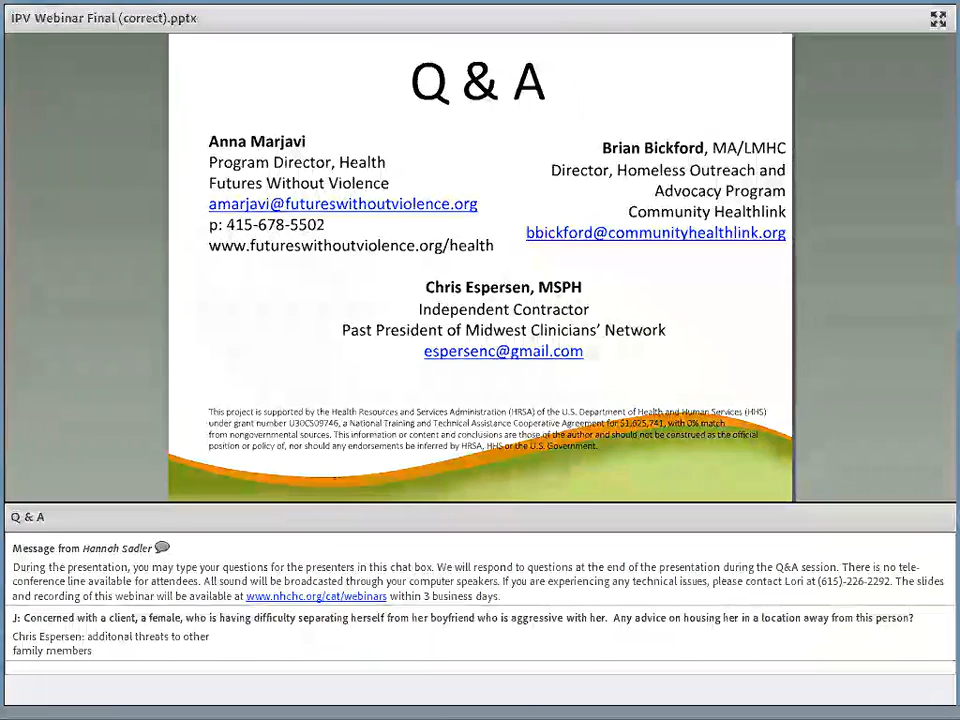 IPV Webinar Final (correct).pptx
Q & A
Anna Marjavi
Program Director, Health
Futures Without Violence
amarjavi@futureswithoutviolence.org
p: 415-678-5502
www.futureswithoutviolence.org/health
Brian Bickford, MA/LMHC
Director, Homeless Outreach and
Advocacy Program
Community Healthlink
bbickford@communityhealthlink.org
Chris Espersen, MSPH
Independent Contractor
Past President of Midwest Clinicians’ Network
espersenc@gmail.com
This project is supported by the Health Resources and Services Administration (HRSA) of the U.S. Department of Health and Human Services (HHS)
under grant number U30CS09746, a National Training and Technical Assistance Cooperative Agreement for $1,625,741, with 0% match
from nongovernmental sources. This information or content and conclusions are those of the author and should not be construed as the official
position or policy of, nor should any endorsements be inferred by HRSA, HHS or the U.S. Government.
Q & A
Message from Hannah Sadler
During the presentation, you may type your questions for the presenters in this chat box. We will respond to questions at the end of the presentation during the Q&A session. There is no tele-
conference line available for attendees. All sound will be broadcasted through your computer speakers. If you are experiencing any technical issues, please contact Lori at (615)-226-2292. The slides
and recording of this webinar will be available at www.nhchc.org/cat/webinars within 3 business days.
J: Concerned with a client, a female, who is having difficulty separating herself from her boyfriend who is aggressive with her.  Any advice on housing her in a location away from this person?
Chris Espersen: additonal threats to other
family members